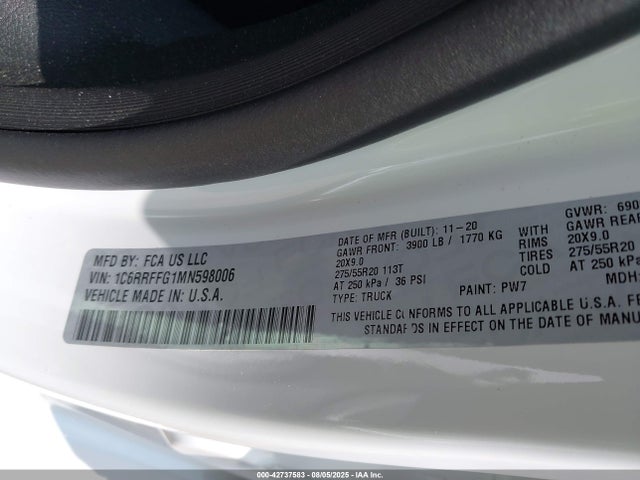 MFD BY: FCA US LLC
VIN: 1C6RRFFG1MN598006
VEHICLE MADE IN: U.S.A.
DATE OF MFR (BUILT): 11-20
GAWR FRONT: 3900 LB / 1770 KG
20X9.0
275/55R20 113T
AT 250 kPa / 36 PSI
TYPE: TRUCK
WITH
RIMS
TIRES
COLD
GVWR: 690
GAWR REAR
20X9.0
275/55R20
AT 250 kPa
PAINT: PW7
MDH:
THIS VEHICLE CONFORMS TO ALL APPLICABLE U.S.A. FE
STANDARDS IN EFFECT ON THE DATE OF MANU
000-42737583 - 08/05/2025 - COPYRIGHT IAA, LLC